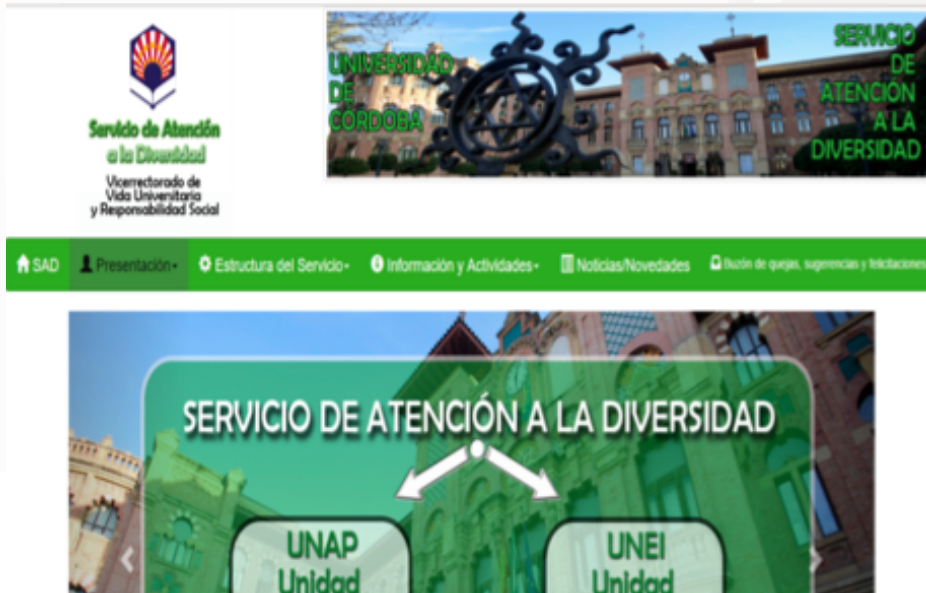 Servicio de Atención
a la Diversidad
Vicerrectorado de
Vida Universitaria
y Responsabilidad Social
UNIVERSIDAD
DE
CÓRDOBA
SERVICIO
DE
ATENCIÓN
A LA
DIVERSIDAD
SAD Presentación Estructura del Servicio Información y Actividades Noticias/Novedades Buzón de quejas, sugerencias y felicitaciones
SERVICIO DE ATENCIÓN A LA DIVERSIDAD
UNAP
Unidad
UNEI
Unidad